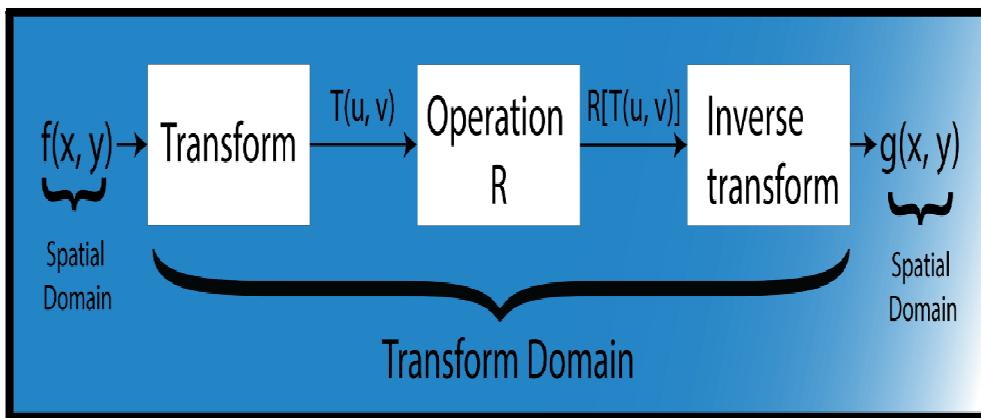 f(x, y)
Transform
T(u, v)
Operation
R
R[T(u, v)]
Inverse
transform
g(x, y)
Spatial
Domain
Spatial
Domain
Transform Domain